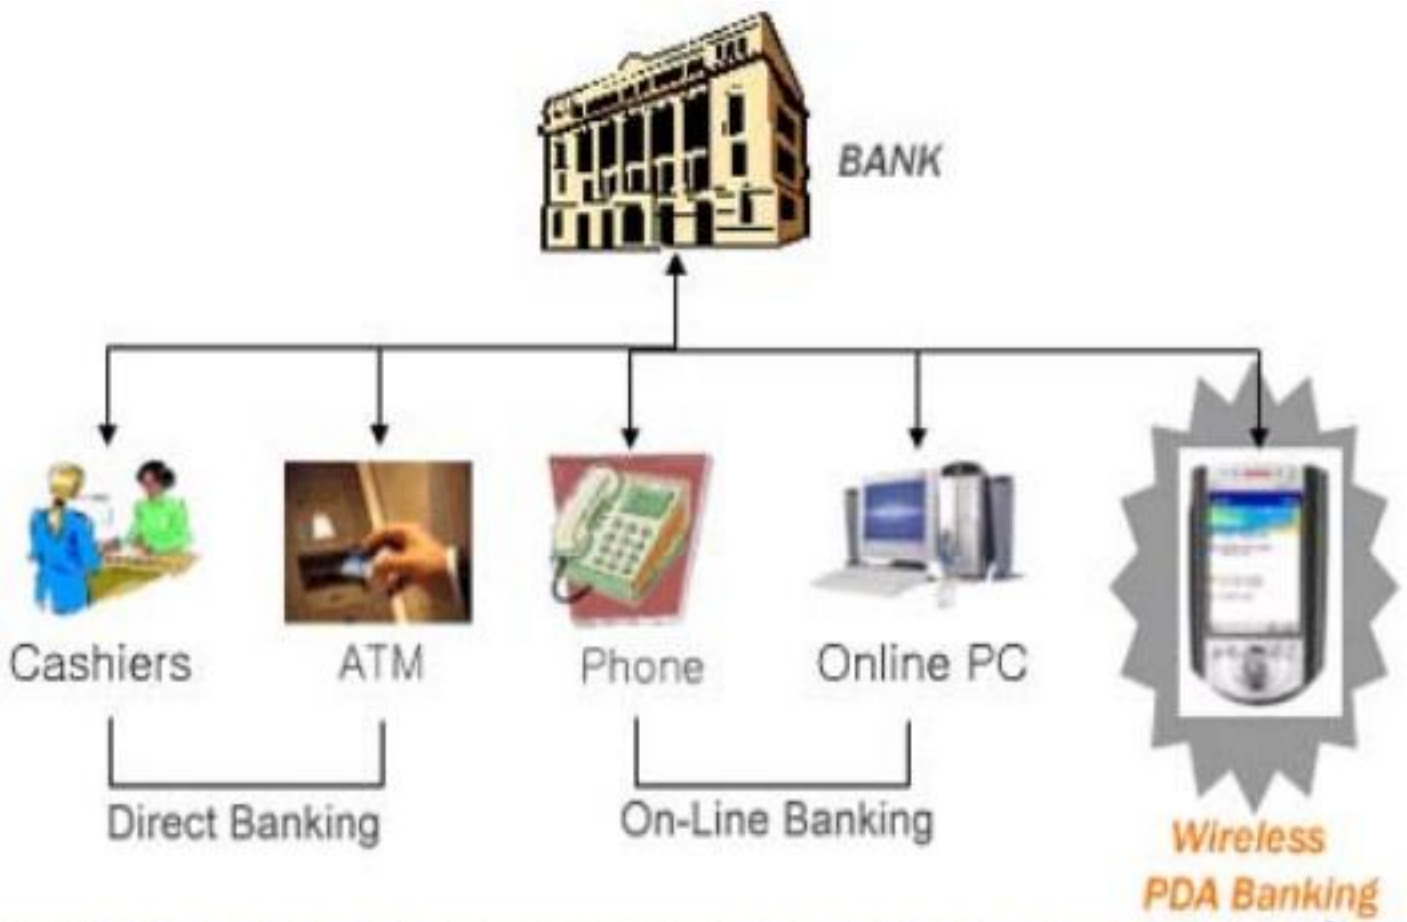 BANK
Cashiers
ATM
Phone
Online PC
Direct Banking
On-Line Banking
Wireless
PDA Banking